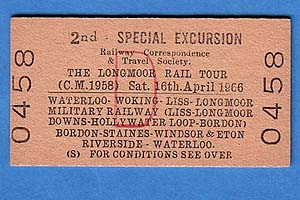 2nd - SPECIAL EXCURSION
Railway Correspondence
& Travel Society.
THE LONGMOOR RAIL TOUR
(C.M.1958) Sat. 16th.April 1966
WATERLOO-WOKING-LISS-LONGMOOR
MILITARY RAILWAY (LISS-LONGMOOR
DOWNS-HOLLYWATER LOOP-BORDON)
BORDON-STAINES-WINDSOR & ETON
RIVERSIDE - WATERLOO.
(S) FOR CONDITIONS SEE OVER
0458
0458